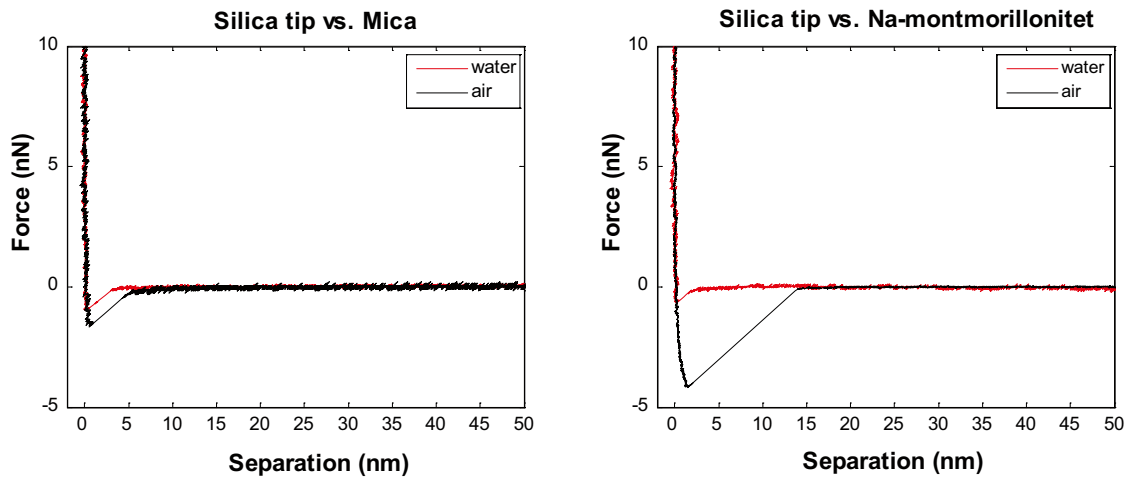 Silica tip vs. Mica
10
5
0
-5
Force (nN)
water
air
0 5 10 15 20 25 30 35 40 45 50
Separation (nm)
Silica tip vs. Na-montmorillonitet
10
5
0
-5
Force (nN)
water
air
0 5 10 15 20 25 30 35 40 45 50
Separation (nm)